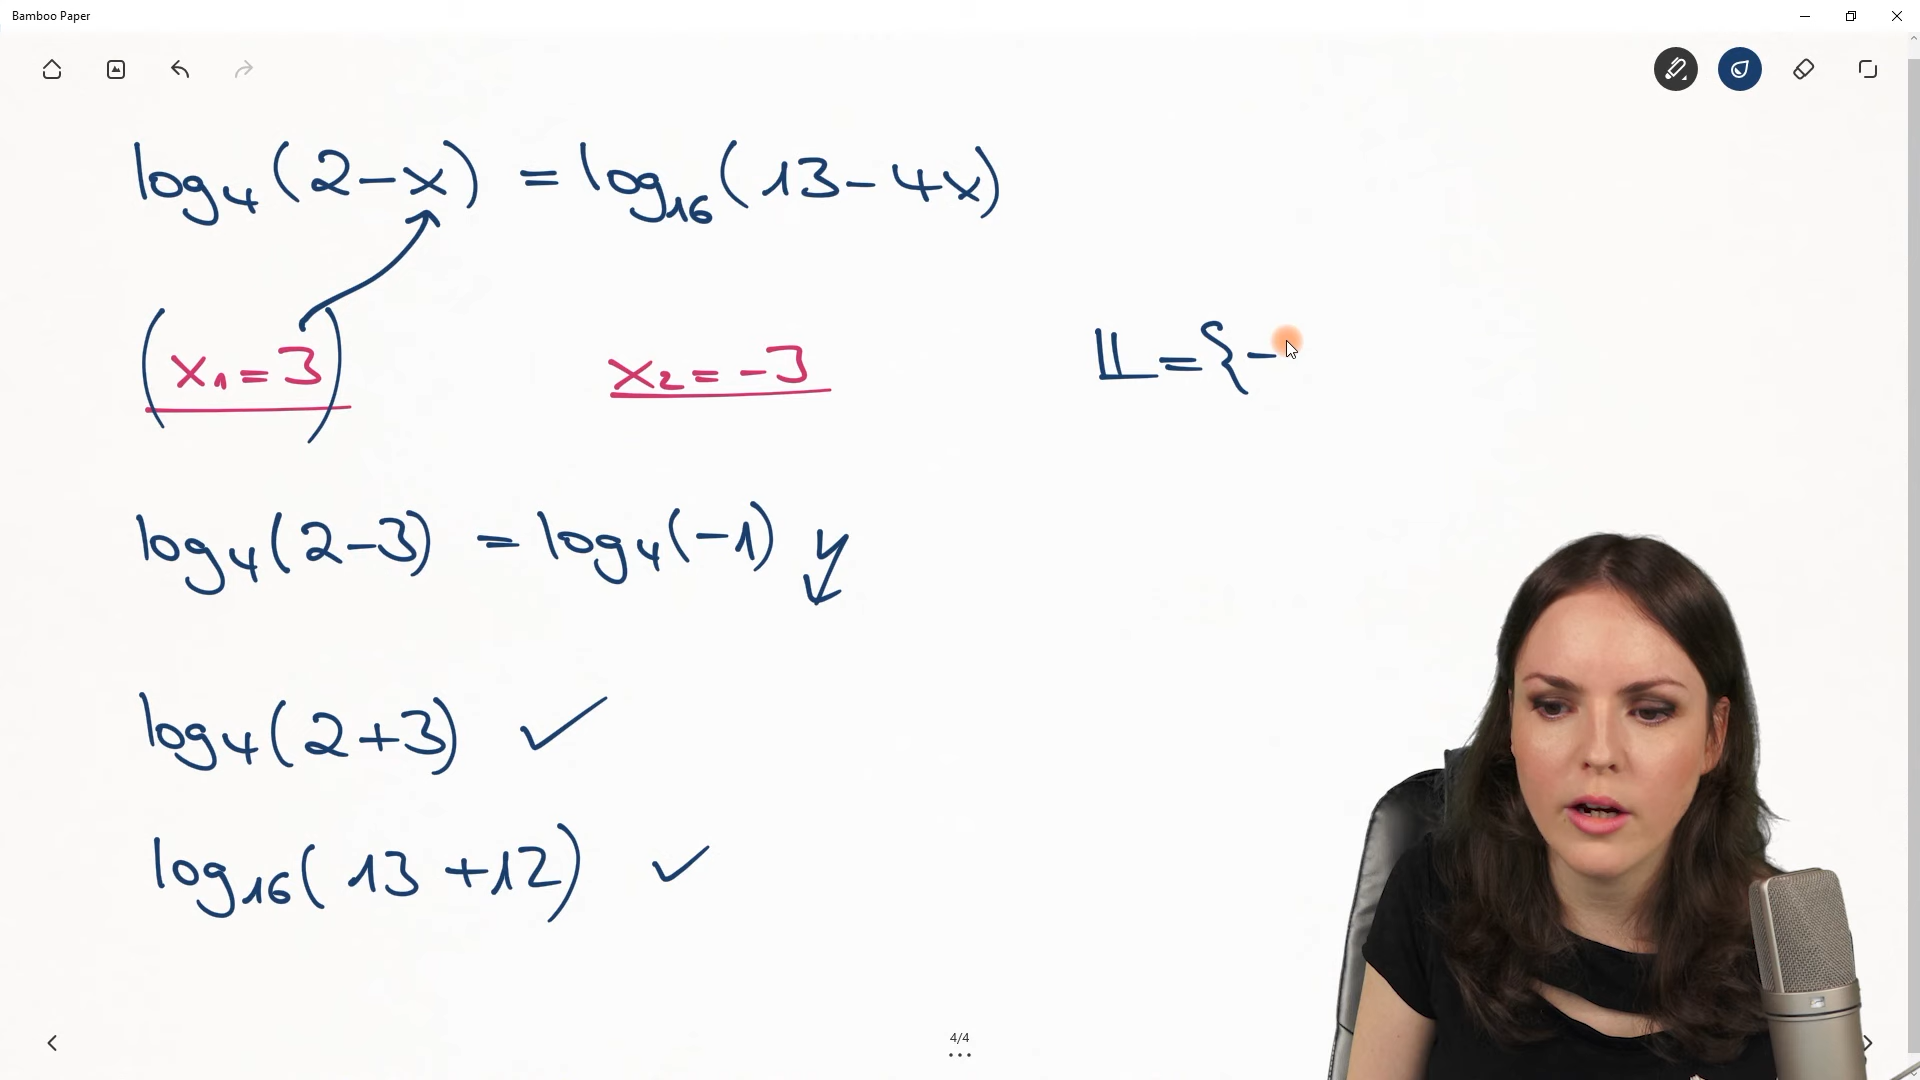 Bamboo Paper
log₄(2-x) = log₁₆(13-4x)
(x₁ = 3)
x₂ = -3
𝕃 = {-
log₄(2-3) = log₄(-1)
log₄(2+3) ✓
log₁₆(13+12) ✓
4/4